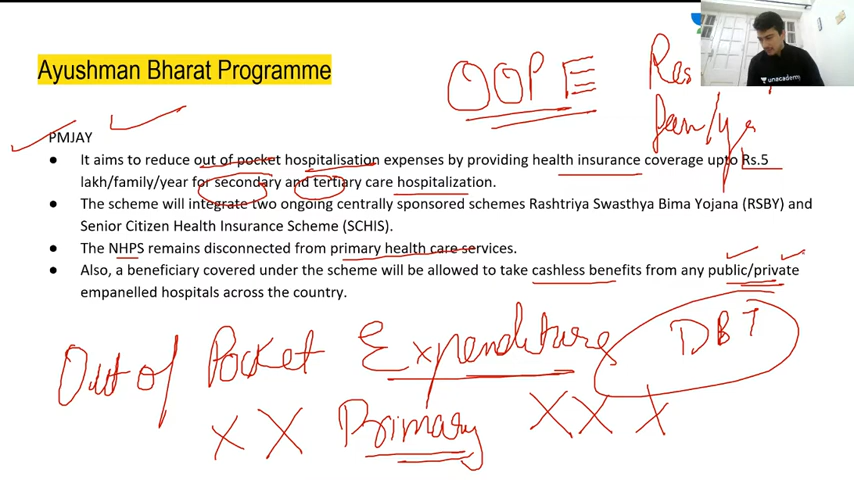 Ayushman Bharat Programme
OOPE
Res
fam/ye
unacademy
PMJAY
● It aims to reduce out of pocket hospitalisation expenses by providing health insurance coverage upto Rs.5
lakh/family/year for secondary and tertiary care hospitalization.
● The scheme will integrate two ongoing centrally sponsored schemes Rashtriya Swasthya Bima Yojana (RSBY) and
Senior Citizen Health Insurance Scheme (SCHIS).
● The NHPS remains disconnected from primary health care services.
● Also, a beneficiary covered under the scheme will be allowed to take cashless benefits from any public/private
empanelled hospitals across the country.
Out of Pocket Expenditure
DBT
X X Primary X X X